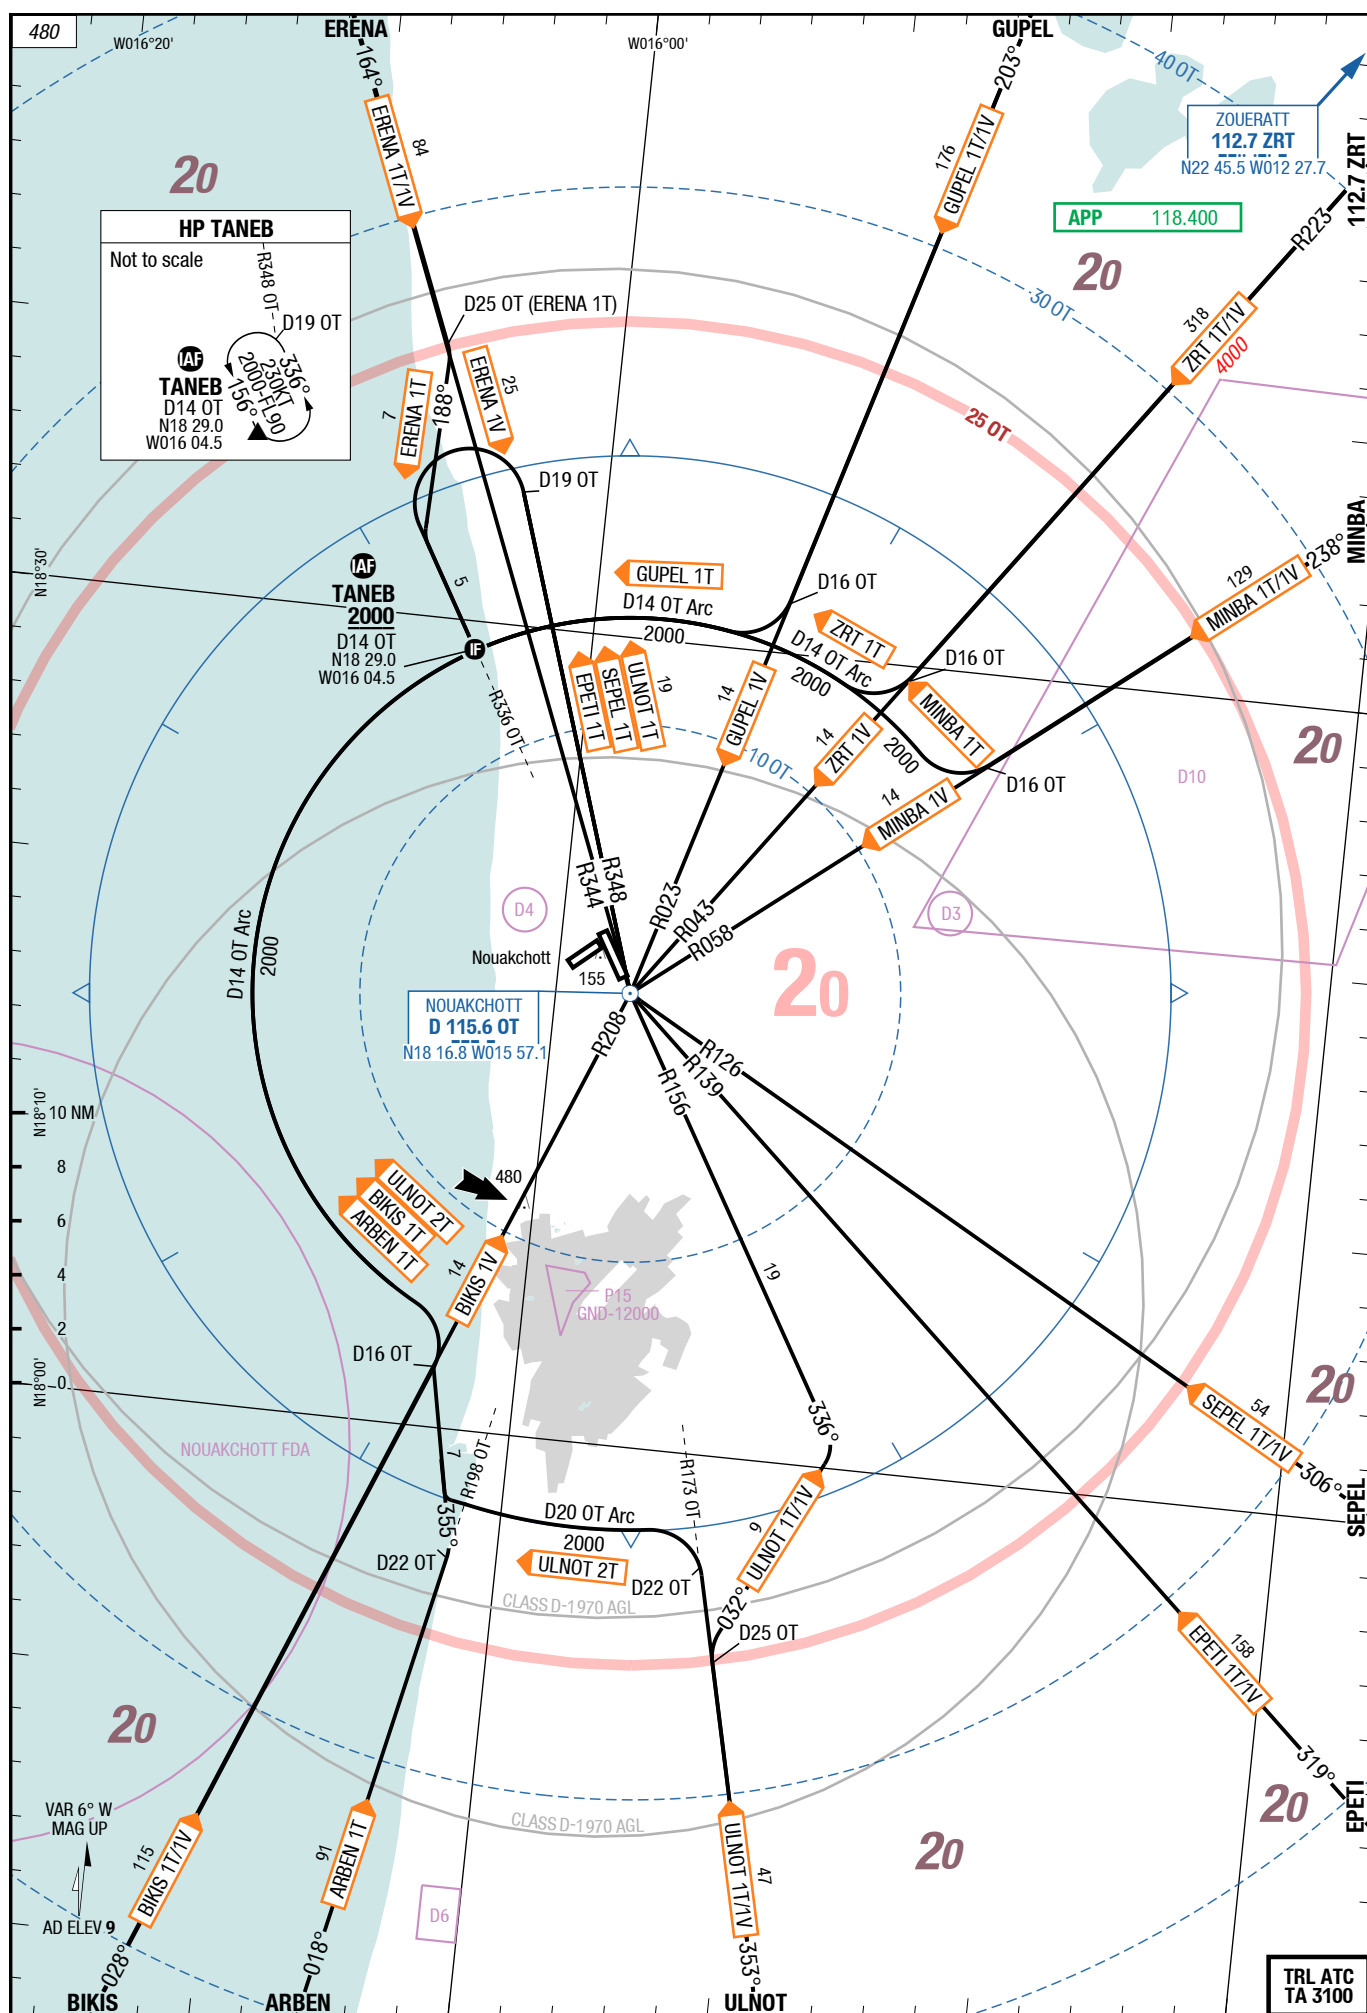 480
ERENA
GUPEL
W016°20'
W016°00'
164°
203°
40 OT
ZOUERATT
112.7 ZRT
N22 45.5 W012 27.7
112.7 ZRT
ERENA 1T/1V
84
176
GUPEL 1T/1V
20
APP 118.400
R223
20
HP TANEB
Not to scale
R348 OT
D19 OT
IAF
TANEB
D14 OT
N18 29.0
W016 04.5
336°
230KT
2000-FL90
156°
D25 OT (ERENA 1T)
30 OT
318
ZRT 1T/1V
4000
7
ERENA 1T
188°
ERENA 1V
25
25 OT
D19 OT
MINBA
238°
129
MINBA 1T/1V
N18°30'
IAF
TANEB
2000
D14 OT
N18 29.0
W016 04.5
5
IF
GUPEL 1T
D14 OT Arc
2000
D16 OT
ZRT 1T
D14 OT Arc
2000
D16 OT
MINBA 1T
2000
D16 OT
R336 OT
EPETI 1T
SEPEL 1T
ULNOT 1T
19
14
GUPEL 1V
10 OT
14
ZRT 1V
14
MINBA 1V
20
D10
R344
R348
R023
R043
R058
D4
D3
D14 OT Arc
2000
Nouakchott
155
20
NOUAKCHOTT
D 115.6 OT
N18 16.8 W015 57.1
R208
R126
R139
R156
N18°10'
10 NM
8
6
4
2
0
N18°00'
480
ULNOT 2T
BIKIS 1T
ARBEN 1T
14
BIKIS 1V
P15
GND-12000
19
D16 OT
20
54
SEPEL 1T/1V
306°
SEPEL
NOUAKCHOTT FDA
7
R198 OT
355°
R173 OT
336°
D20 OT Arc
2000
ULNOT 2T
D22 OT
D22 OT
9
ULNOT 1T/1V
032°
D25 OT
CLASS D-1970 AGL
158
EPETI 1T/1V
319°
EPETI
20
20
20
VAR 6° W
MAG UP
AD ELEV 9
CLASS D-1970 AGL
115
BIKIS 1T/1V
028°
91
ARBEN 1T
018°
D6
ULNOT 1T/1V
47
353°
BIKIS
ARBEN
ULNOT
TRL ATC
TA 3100